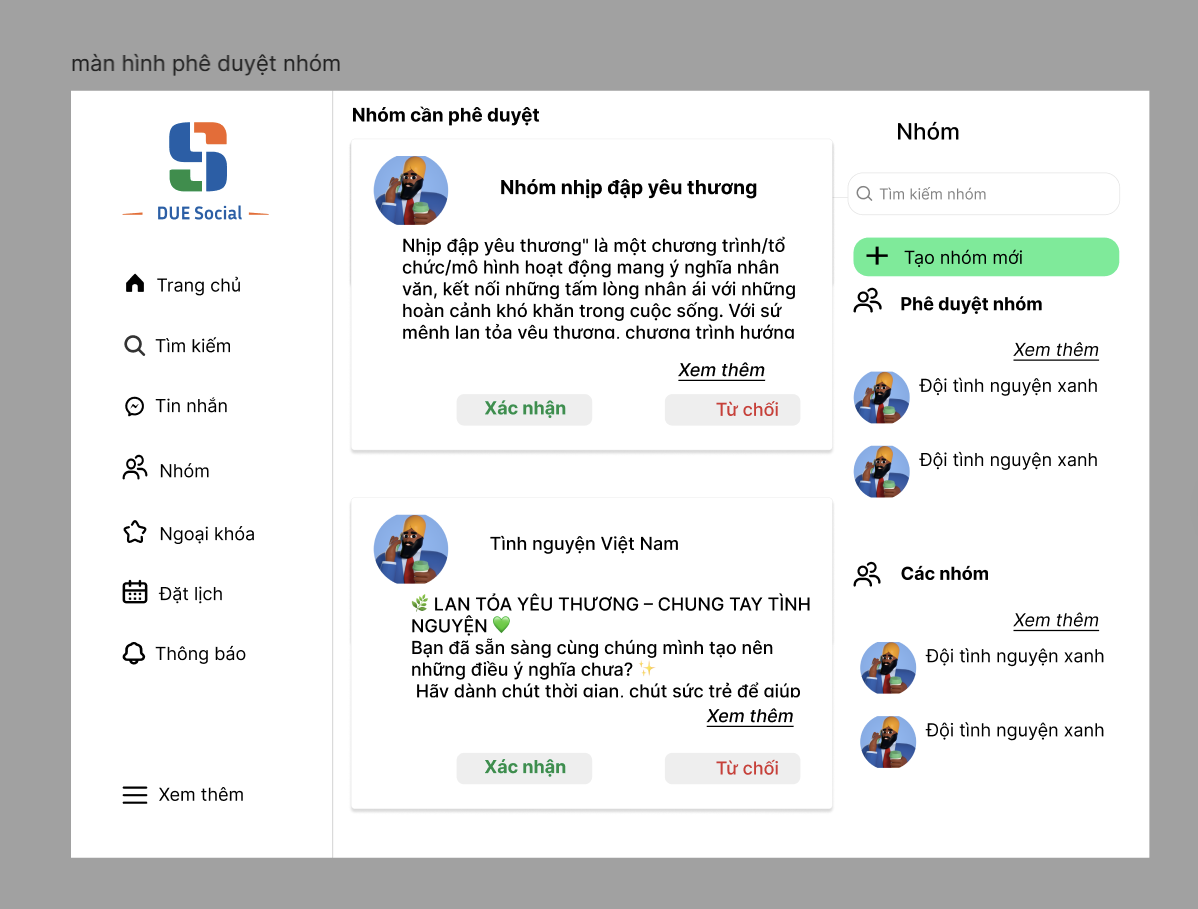 màn hình phê duyệt nhóm
DUE Social
Trang chủ
Tìm kiếm
Tin nhắn
Nhóm
Ngoại khóa
Đặt lịch
Thông báo
Xem thêm
Nhóm cần phê duyệt
Nhóm nhịp đập yêu thương
Nhịp đập yêu thương" là một chương trình/tổ
chức/mô hình hoạt động mang ý nghĩa nhân
văn, kết nối những tấm lòng nhân ái với những
hoàn cảnh khó khăn trong cuộc sống. Với sứ
mệnh lan tỏa yêu thương, chương trình hướng
Xem thêm
Xác nhận
Từ chối
Tình nguyện Việt Nam
🌿 LAN TỎA YÊU THƯƠNG – CHUNG TAY TÌNH
NGUYỆN 💚
Bạn đã sẵn sàng cùng chúng mình tạo nên
những điều ý nghĩa chưa? ✨
Hãy dành chút thời gian, chút sức trẻ để giúp
Xem thêm
Xác nhận
Từ chối
Nhóm
Tìm kiếm nhóm
Tạo nhóm mới
Phê duyệt nhóm
Xem thêm
Đội tình nguyện xanh
Đội tình nguyện xanh
Các nhóm
Xem thêm
Đội tình nguyện xanh
Đội tình nguyện xanh